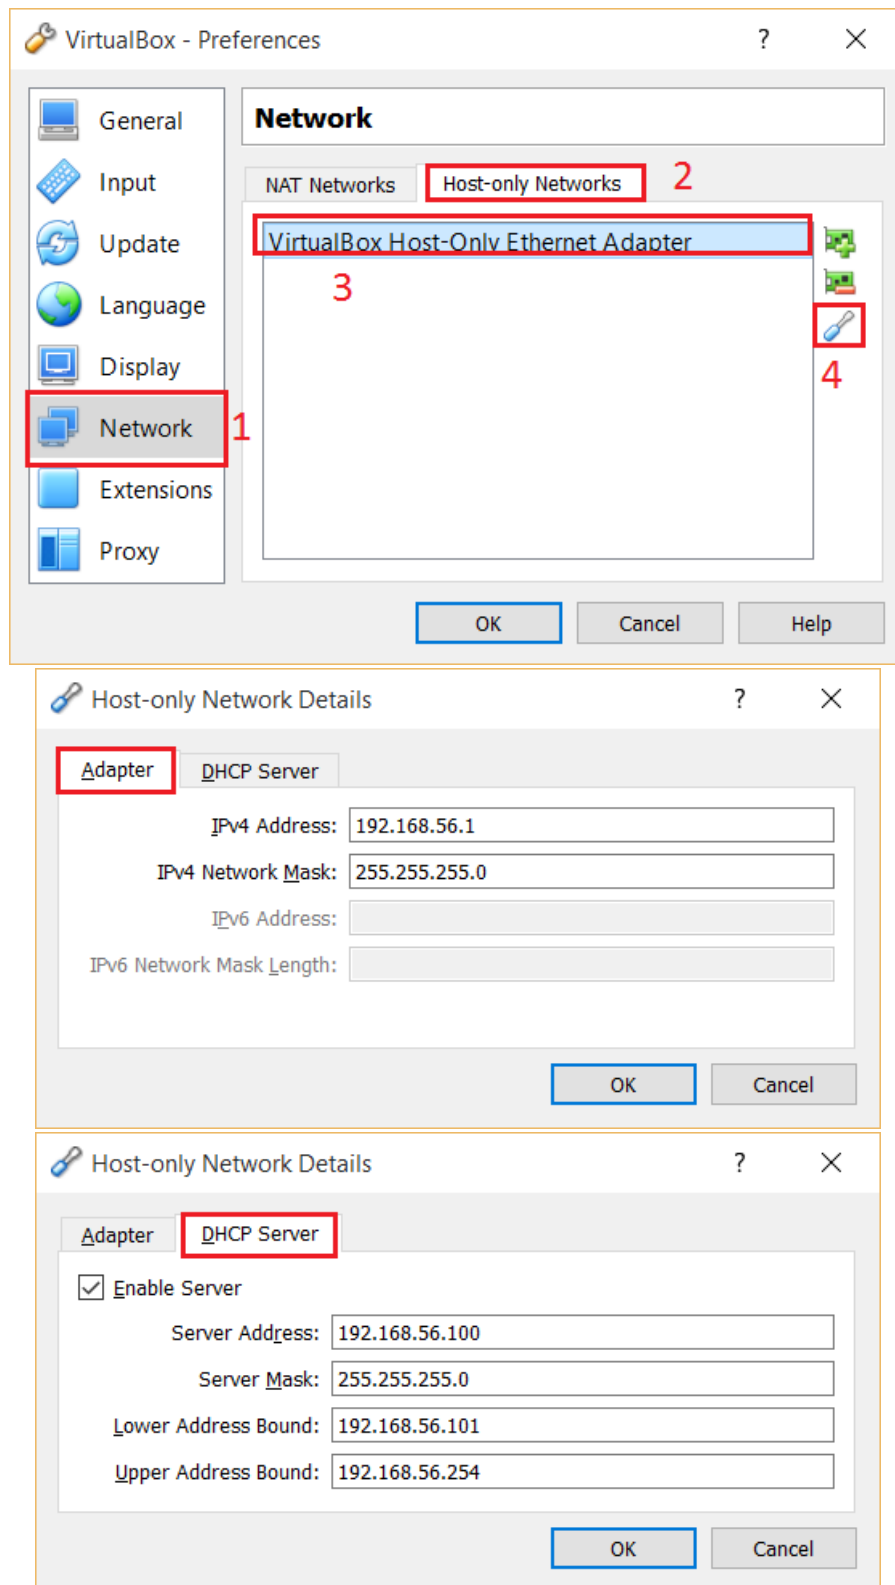 VirtualBox - Preferences ? ×
General
Input
Update
Language
Display
Network
Extensions
Proxy
Network
NAT Networks Host-only Networks 2
VirtualBox Host-Only Ethernet Adapter
3
4
1
OK Cancel Help
Host-only Network Details ? ×
Adapter DHCP Server
IPv4 Address: 192.168.56.1
IPv4 Network Mask: 255.255.255.0
IPv6 Address:
IPv6 Network Mask Length:
OK Cancel
Host-only Network Details ? ×
Adapter DHCP Server
Enable Server
Server Address: 192.168.56.100
Server Mask: 255.255.255.0
Lower Address Bound: 192.168.56.101
Upper Address Bound: 192.168.56.254
OK Cancel